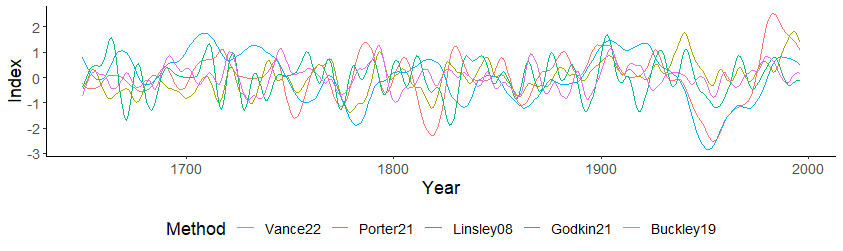 2
1
0
-1
-2
-3
Index
1700 1800 1900 2000
Year
Method Vance22 Porter21 Linsley08 Godkin21 Buckley19